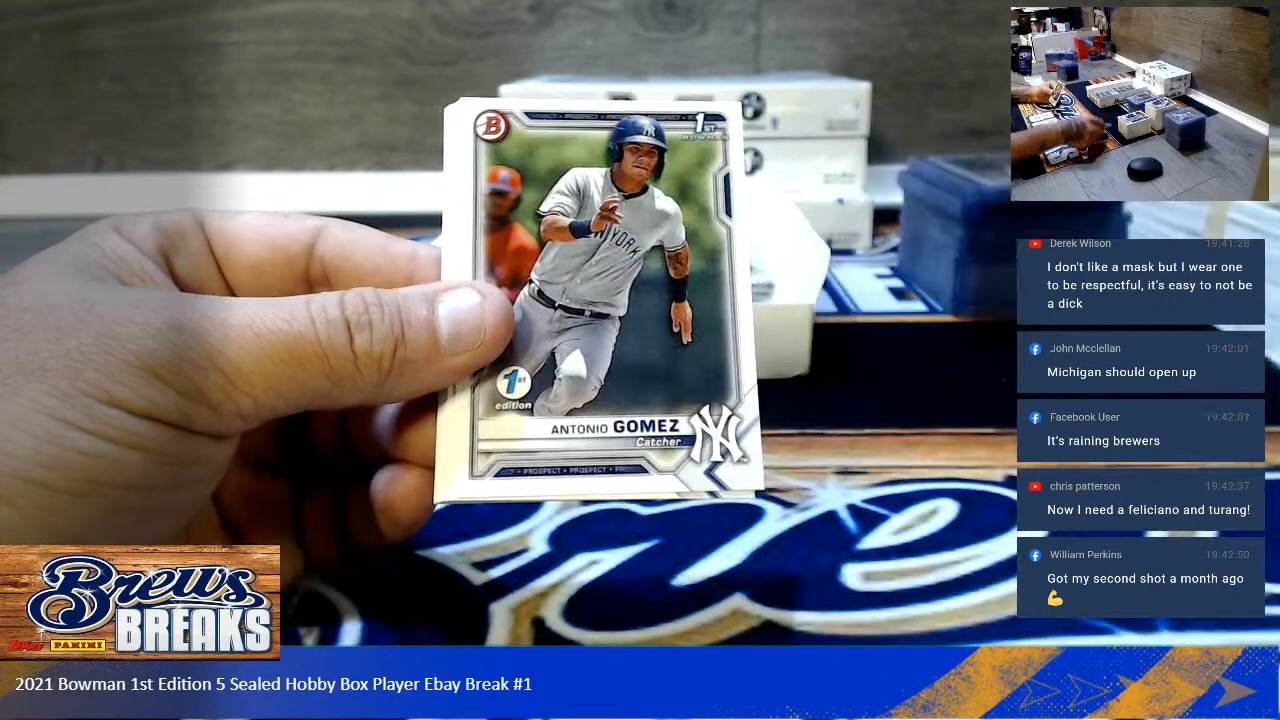 B
1ST
BOWMAN
NEW YORK
1st
edition
ANTONIO GOMEZ
Catcher
NY
PROSPECT • PROSPECT
Derek Wilson 19:41:28
I don't like a mask but I wear one
to be respectful, it's easy to not be
a dick
John Mcclellan 19:42:01
Michigan should open up
Facebook User 19:42:07
It's raining brewers
chris patterson 19:42:37
Now I need a feliciano and turang!
William Perkins 19:42:50
Got my second shot a month ago
💪
Brews
BREAKS
topps PANINI
2021 Bowman 1st Edition 5 Sealed Hobby Box Player Ebay Break #1